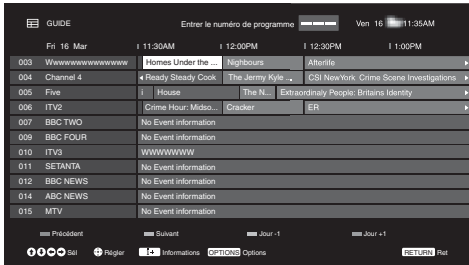 GUIDE Entrer le numéro de programme Ven 16 11:35AM
Fri 16 Mar 11:30AM 12:00PM 12:30PM 1:00PM
003 Wwwwwwwwwwwwww Homes Under the ... Nighbours Afterlife
004 Channel 4 Ready Steady Cook The Jermy Kyle ... CSI NewYork Crime Scene Investigations
005 Five i House The N... Extraordinaly People: Britains Identity
006 ITV2 Crime Hour: Midso... Cracker ER
007 BBC TWO No Event information
009 BBC FOUR No Event information
010 ITV3 WWWWWWW
011 SETANTA No Event information
012 BBC NEWS No Event information
014 ABC NEWS No Event information
015 MTV No Event information
Précédent Suivant Jour -1 Jour +1
Sél Régler Informations OPTIONS Options RETURN Ret